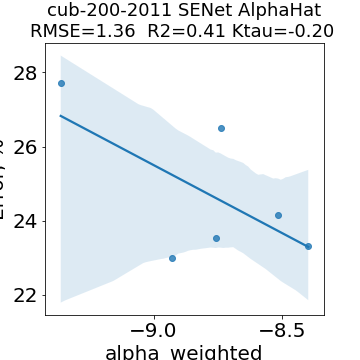 cub-200-2011 SENet AlphaHat
RMSE=1.36  R2=0.41 Ktau=-0.20
28
26
24
22
−9.0
−8.5
alpha_weighted